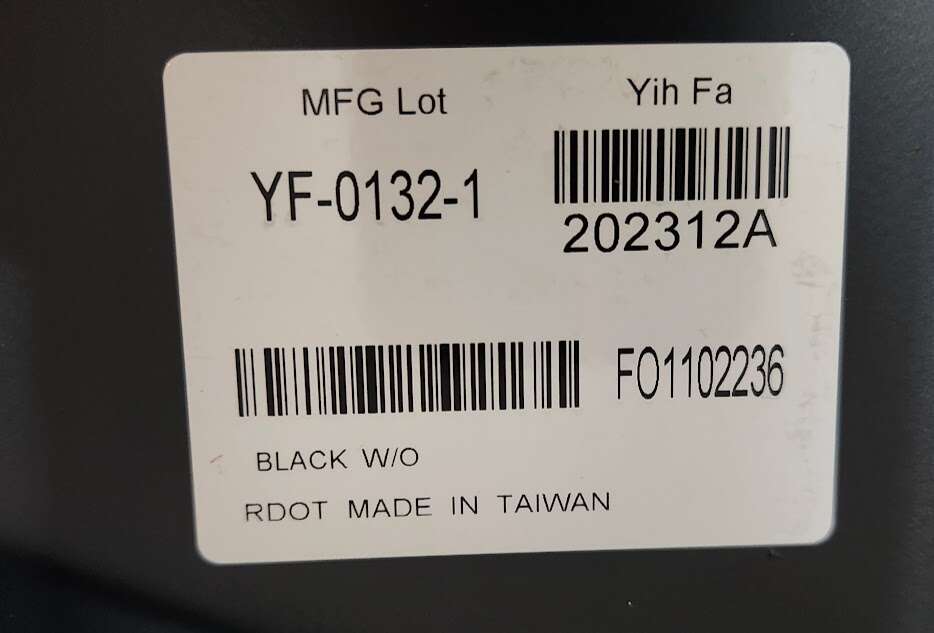 MFG Lot
Yih Fa
YF-0132-1
202312A
FO1102236
BLACK W/O
RDOT MADE IN TAIWAN